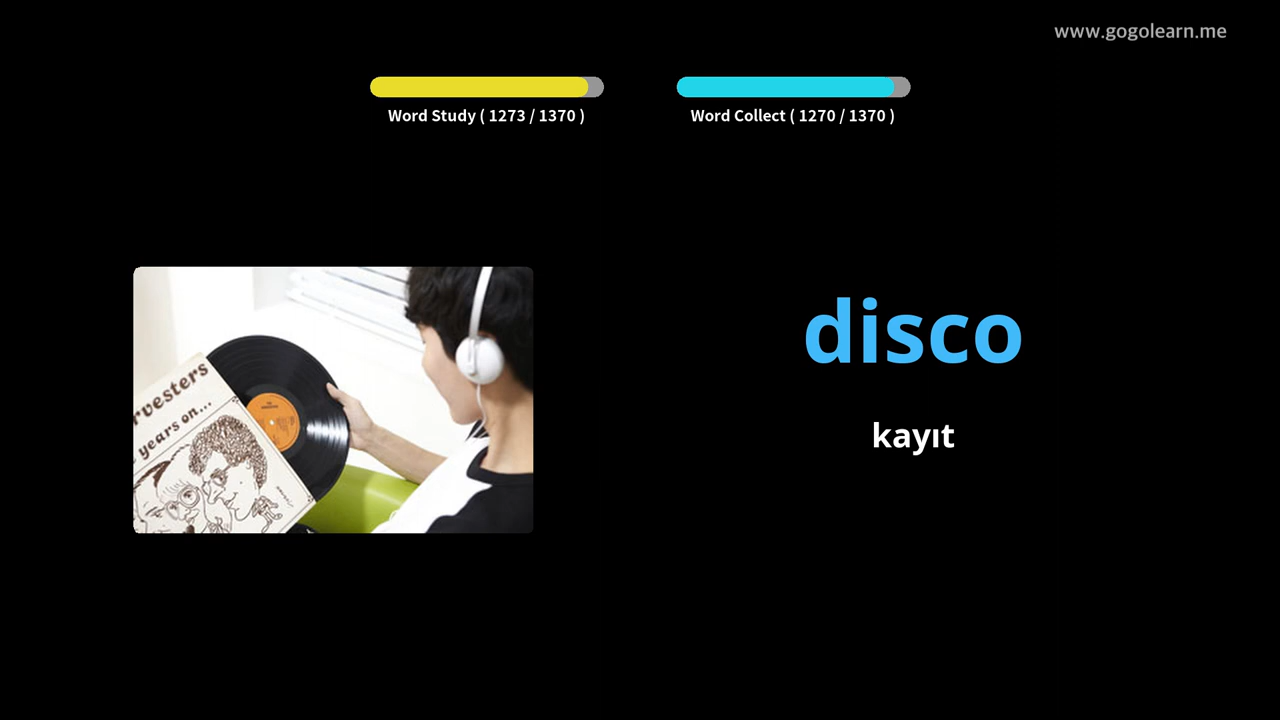 www.gogolearn.me
Word Study ( 1273 / 1370 )
Word Collect ( 1270 / 1370 )
rvesters
years on...
disco
kayıt